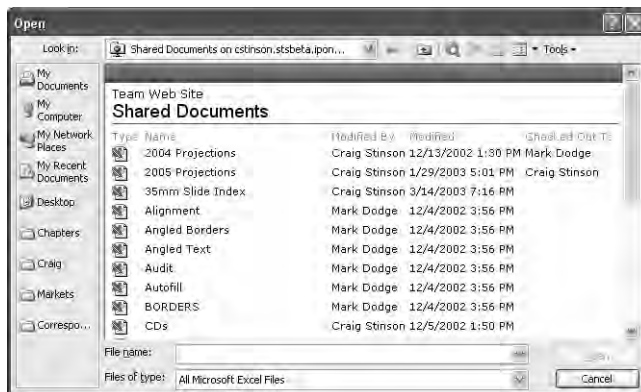 Open
Look in: Shared Documents on cstinson.stsbeta.ipon... Tools
My Documents
My Computer
My Network Places
My Recent Documents
Desktop
Chapters
Craig
Markets
Correspo...
Team Web Site
Shared Documents
Type Name Modified By Modified Checked Out To
2004 Projections Craig Stinson 12/13/2002 1:30 PM Mark Dodge
2005 Projections Craig Stinson 1/29/2003 5:01 PM Craig Stinson
35mm Slide Index Craig Stinson 3/14/2003 7:16 PM
Alignment Mark Dodge 12/4/2002 3:56 PM
Angled Borders Mark Dodge 12/4/2002 3:56 PM
Angled Text Mark Dodge 12/4/2002 3:56 PM
Audit Mark Dodge 12/4/2002 3:56 PM
Autofill Mark Dodge 12/4/2002 3:56 PM
BORDERS Mark Dodge 12/4/2002 3:56 PM
CDs Craig Stinson 12/5/2002 1:50 PM
File name:
Files of type: All Microsoft Excel Files
Cancel